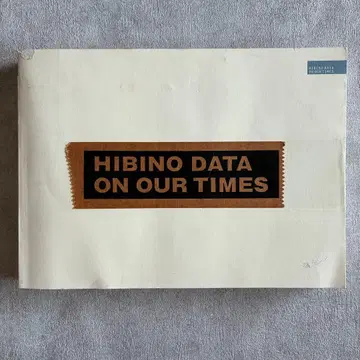 HIBINO DATA
ON OUR TIMES